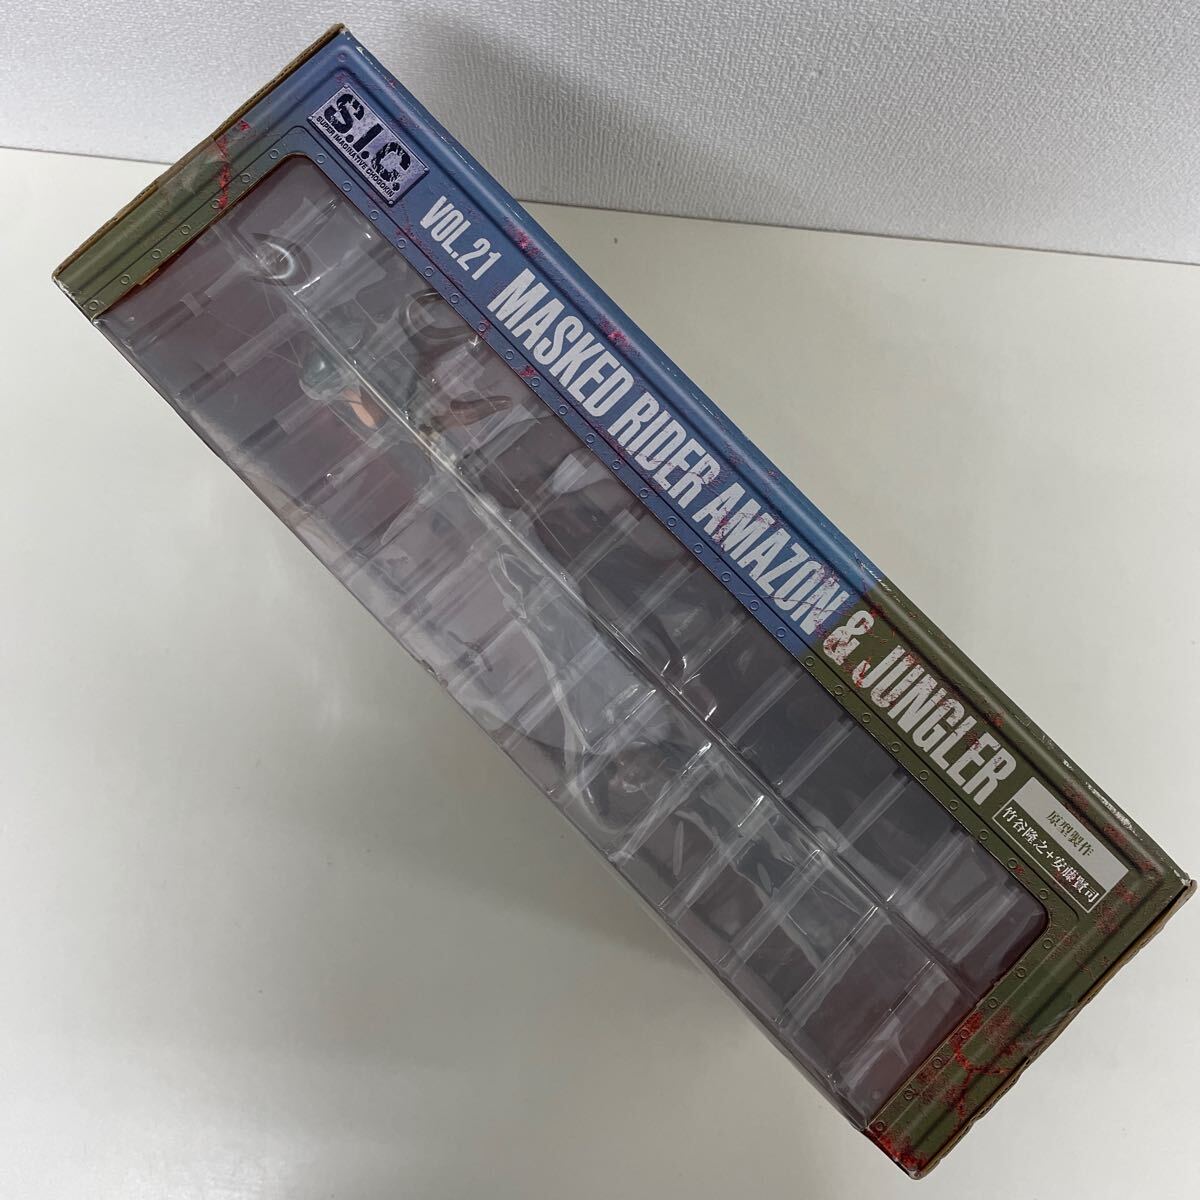 S.I.C.
SUPER IMAGINATIVE CHOGOKIN
VOL.21 MASKED RIDER AMAZON & JUNGLER
原型製作
竹谷隆之+安藤賢司